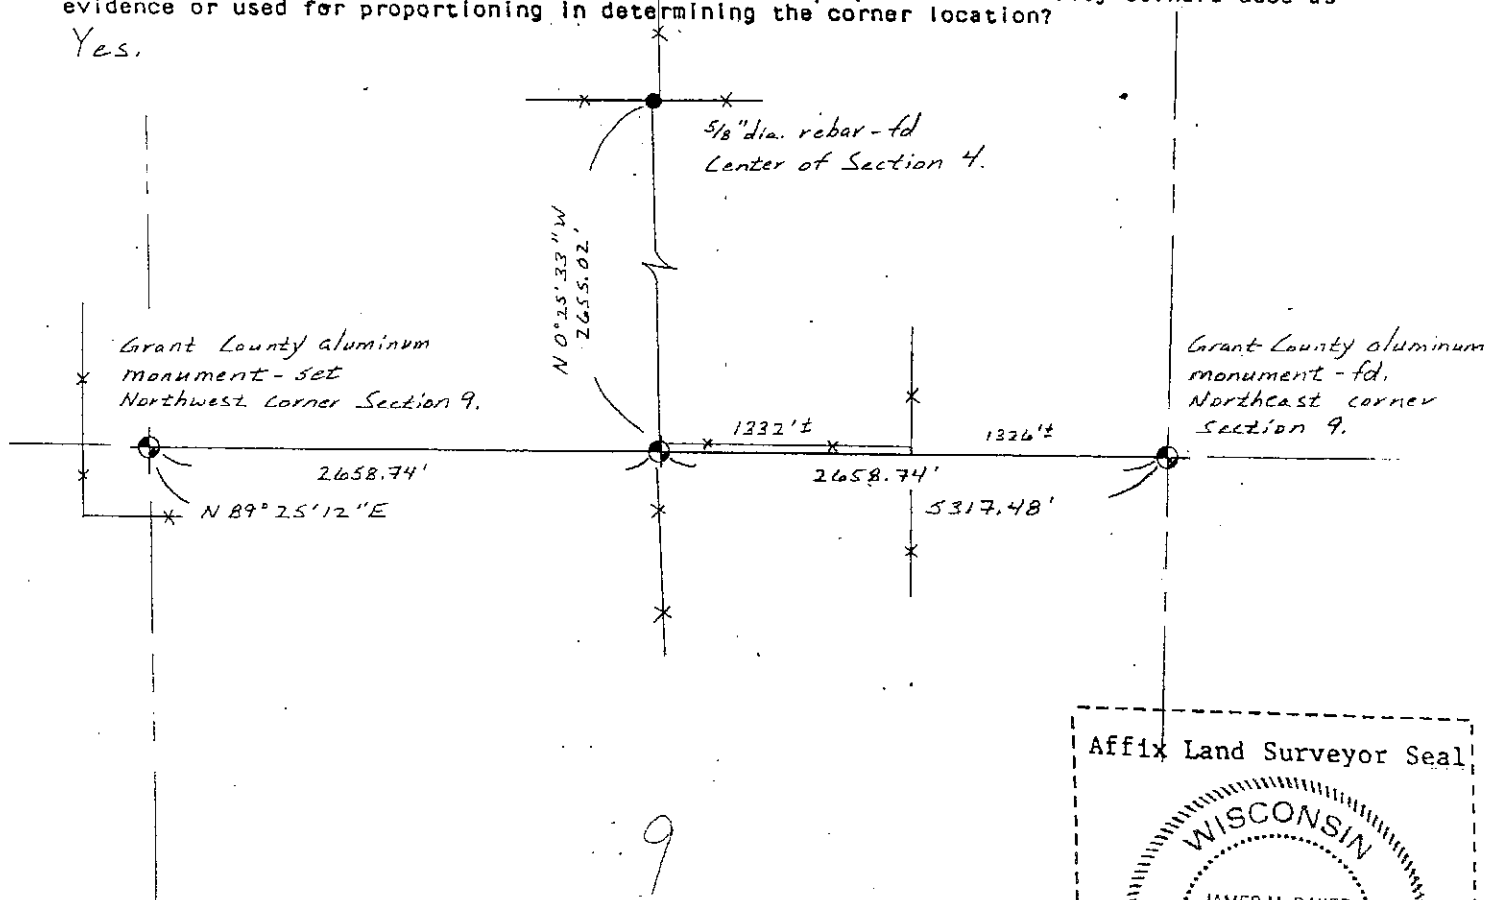 evidence or used for proportioning in determining the corner location?
Yes.
5/8"dia. rebar-fd
Center of Section 4.
N 0°25'33"W
2655.02'
Grant County aluminum
monument - set
Northwest Corner Section 9.
Grant County aluminum
monument - fd.
Northeast corner
Section 9.
1332'±
1326'±
2658.74'
2658.74'
N 89°25'12"E
5317.48'
Affix Land Surveyor Seal
WISCONSIN
9